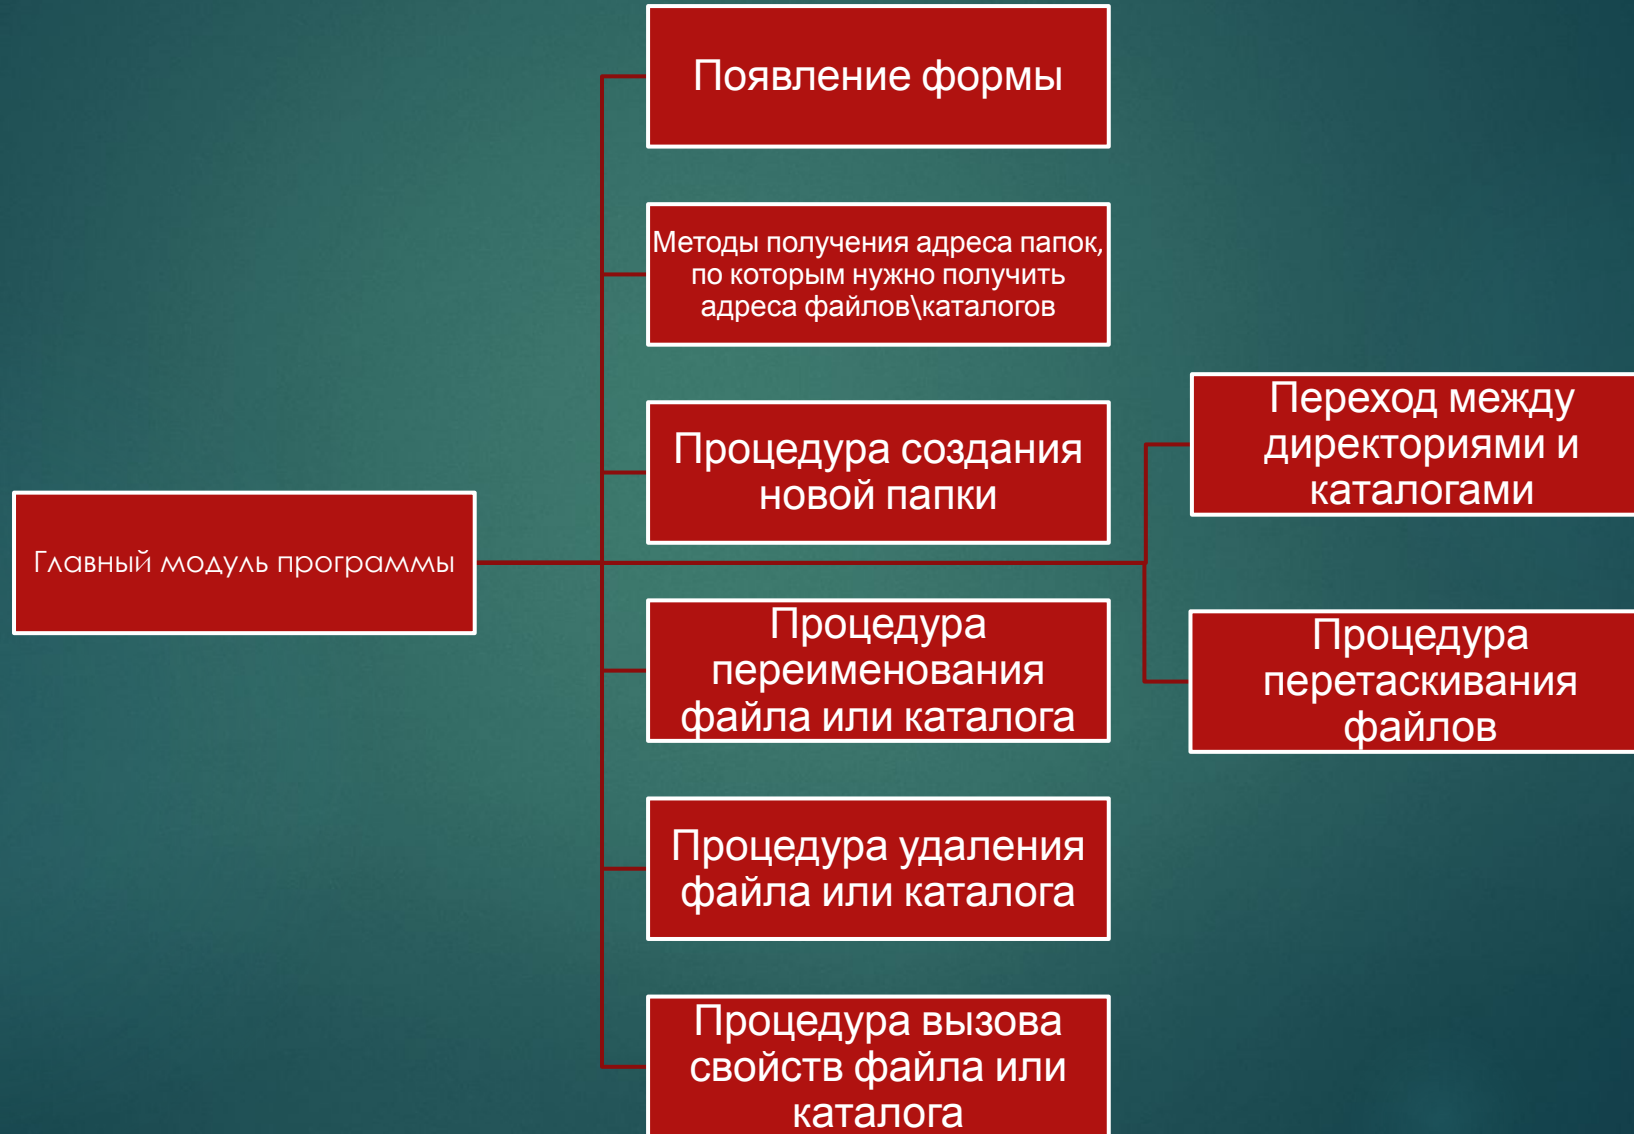 Появление формы
Методы получения адреса папок,
по которым нужно получить
адреса файлов\каталогов
Процедура создания
новой папки
Переход между
директориями и
каталогами
Главный модуль программы
Процедура
переименования
файла или каталога
Процедура
перетаскивания
файлов
Процедура удаления
файла или каталога
Процедура вызова
свойств файла или
каталога